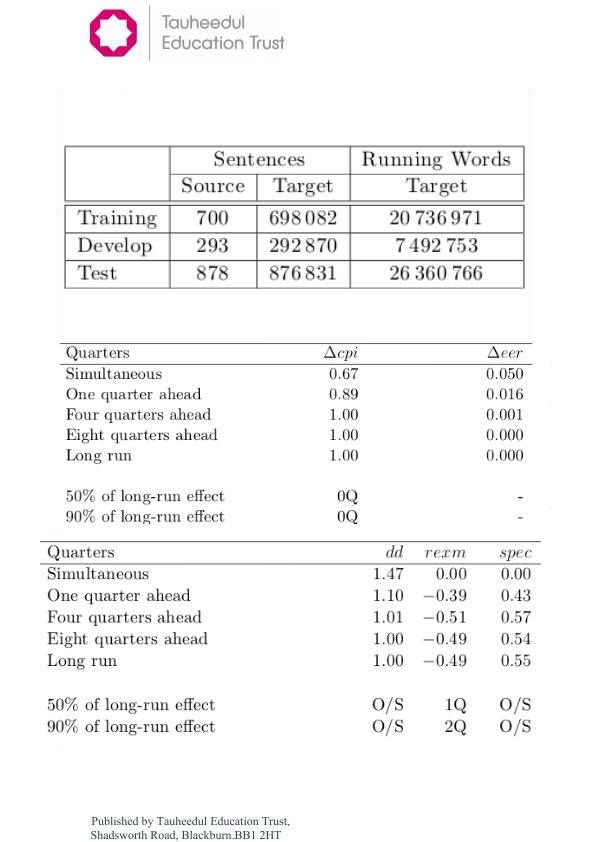 Tauheedul
Education Trust
Sentences Running Words
Source Target Target
Training 700 698 082 20 736 971
Develop 293 292 870 7 492 753
Test 878 876 831 26 360 766
Quarters Δcpi Δeer
Simultaneous 0.67 0.050
One quarter ahead 0.89 0.016
Four quarters ahead 1.00 0.001
Eight quarters ahead 1.00 0.000
Long run 1.00 0.000
50% of long-run effect 0Q -
90% of long-run effect 0Q -
Quarters dd rexm spec
Simultaneous 1.47 0.00 0.00
One quarter ahead 1.10 −0.39 0.43
Four quarters ahead 1.01 −0.51 0.57
Eight quarters ahead 1.00 −0.49 0.54
Long run 1.00 −0.49 0.55
50% of long-run effect O/S 1Q O/S
90% of long-run effect O/S 2Q O/S
Published by Tauheedul Education Trust,
Shadsworth Road, Blackburn.BB1 2HT